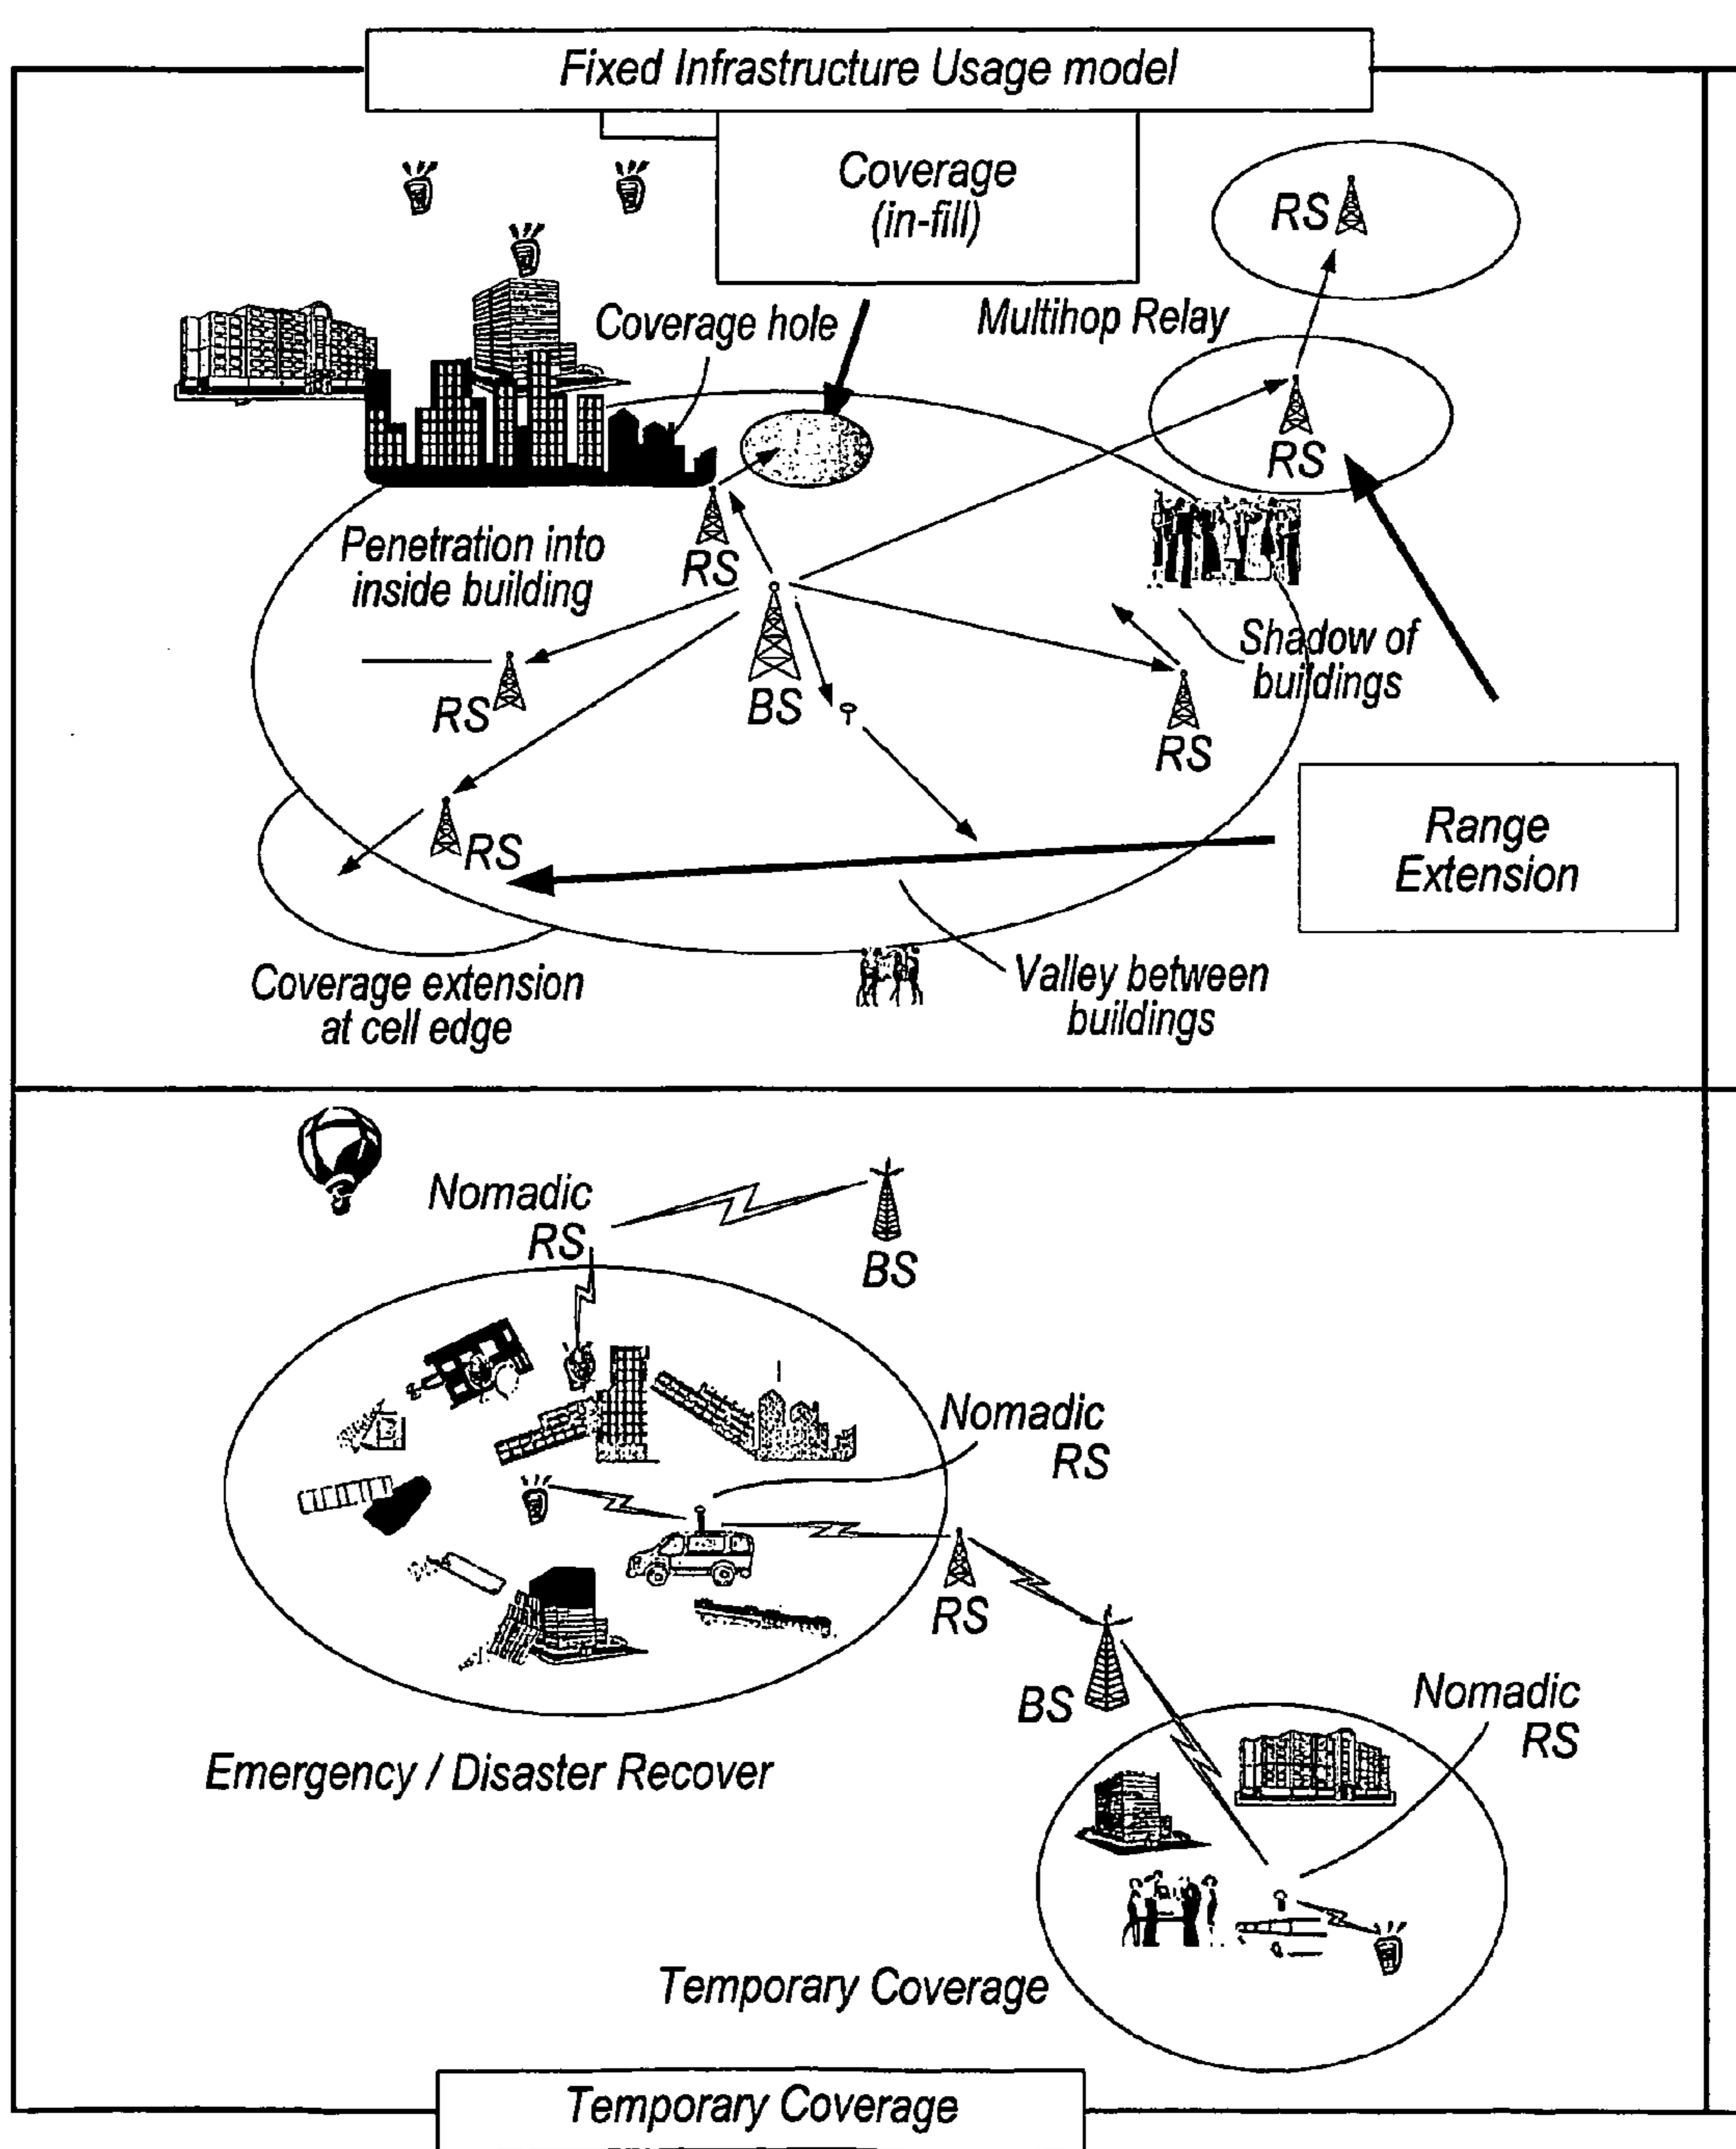 Fixed Infrastructure Usage model
Coverage
(in-fill)
RS
Coverage hole
Multihop Relay
RS
Penetration into
inside building
RS
Shadow of
buildings
RS
BS
RS
RS
Range
Extension
Coverage extension
at cell edge
Valley between
buildings
Nomadic
RS
BS
Nomadic
RS
RS
BS
Nomadic
RS
Emergency / Disaster Recover
Temporary Coverage
Temporary Coverage